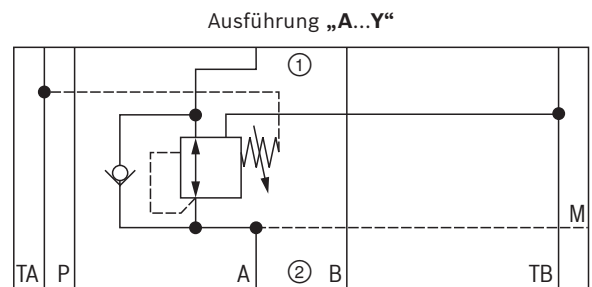 Ausführung „A...Y“
①
M
TA P A ② B TB